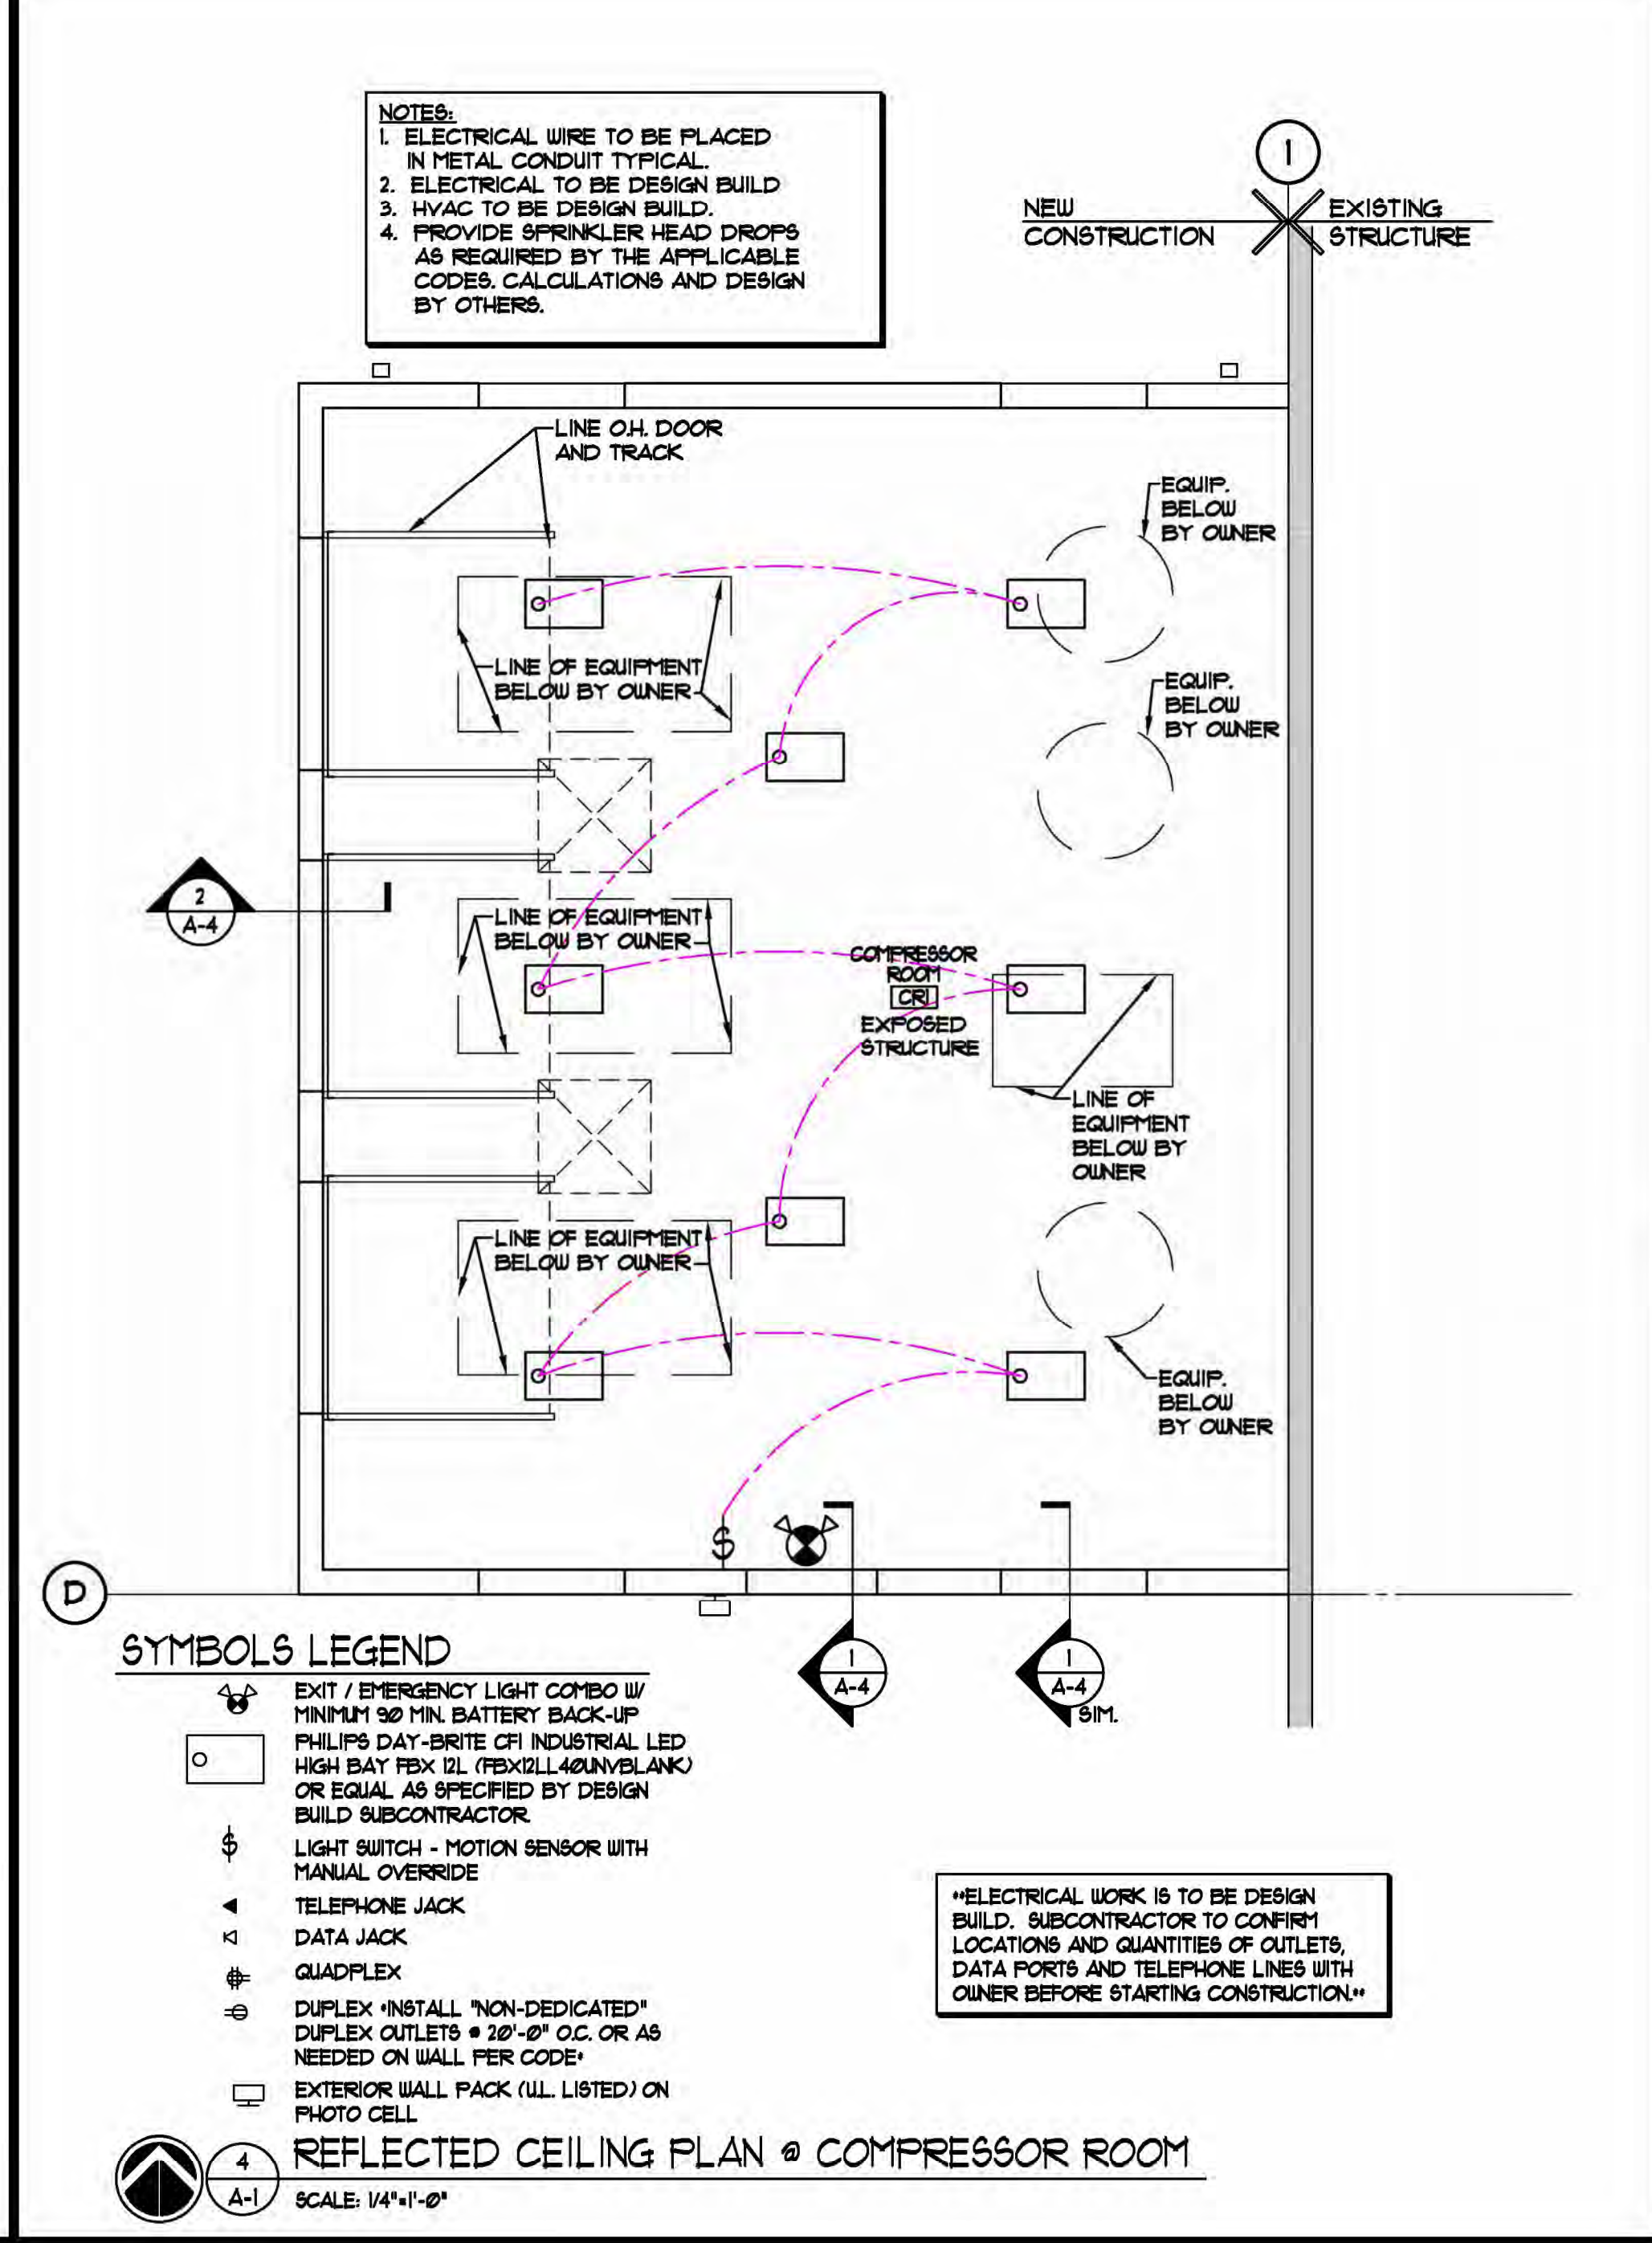 NOTES:
1. ELECTRICAL WIRE TO BE PLACED
IN METAL CONDUIT TYPICAL.
2. ELECTRICAL TO BE DESIGN BUILD
3. HVAC TO BE DESIGN BUILD.
4. PROVIDE SPRINKLER HEAD DROPS
AS REQUIRED BY THE APPLICABLE
CODES. CALCULATIONS AND DESIGN
BY OTHERS.
1
NEW
CONSTRUCTION
EXISTING
STRUCTURE
LINE O.H. DOOR
AND TRACK
EQUIP.
BELOW
BY OWNER
LINE OF EQUIPMENT
BELOW BY OWNER
EQUIP.
BELOW
BY OWNER
2
A-4
LINE OF EQUIPMENT
BELOW BY OWNER
COMPRESSOR
ROOM
CR1
EXPOSED
STRUCTURE
LINE OF
EQUIPMENT
BELOW BY
OWNER
LINE OF EQUIPMENT
BELOW BY OWNER
EQUIP.
BELOW
BY OWNER
$
D
1
A-4
1
A-4
SIM.
SYMBOLS LEGEND
EXIT / EMERGENCY LIGHT COMBO W/
MINIMUM 90 MIN. BATTERY BACK-UP
PHILIPS DAY-BRITE CFI INDUSTRIAL LED
HIGH BAY FBX 12L (FBX12LL40UNVBLANK)
OR EQUAL AS SPECIFIED BY DESIGN
BUILD SUBCONTRACTOR.
$ LIGHT SWITCH - MOTION SENSOR WITH
MANUAL OVERRIDE
TELEPHONE JACK
DATA JACK
QUADPLEX
DUPLEX *INSTALL "NON-DEDICATED"
DUPLEX OUTLETS @ 20'-0" O.C. OR AS
NEEDED ON WALL PER CODE*
EXTERIOR WALL PACK (U.L. LISTED) ON
PHOTO CELL
**ELECTRICAL WORK IS TO BE DESIGN
BUILD. SUBCONTRACTOR TO CONFIRM
LOCATIONS AND QUANTITIES OF OUTLETS,
DATA PORTS AND TELEPHONE LINES WITH
OWNER BEFORE STARTING CONSTRUCTION.**
4
A-1
REFLECTED CEILING PLAN @ COMPRESSOR ROOM
SCALE: 1/4"=1'-0"